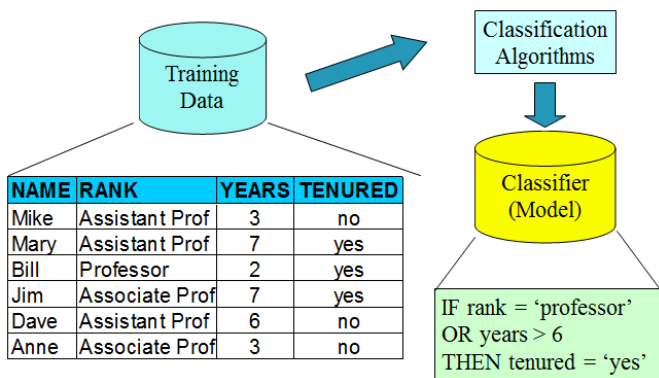 Training
Data
Classification
Algorithms
NAME RANK YEARS TENURED
Mike Assistant Prof 3 no
Mary Assistant Prof 7 yes
Bill Professor 2 yes
Jim Associate Prof 7 yes
Dave Assistant Prof 6 no
Anne Associate Prof 3 no
Classifier
(Model)
IF rank = ‘professor’
OR years > 6
THEN tenured = ‘yes’